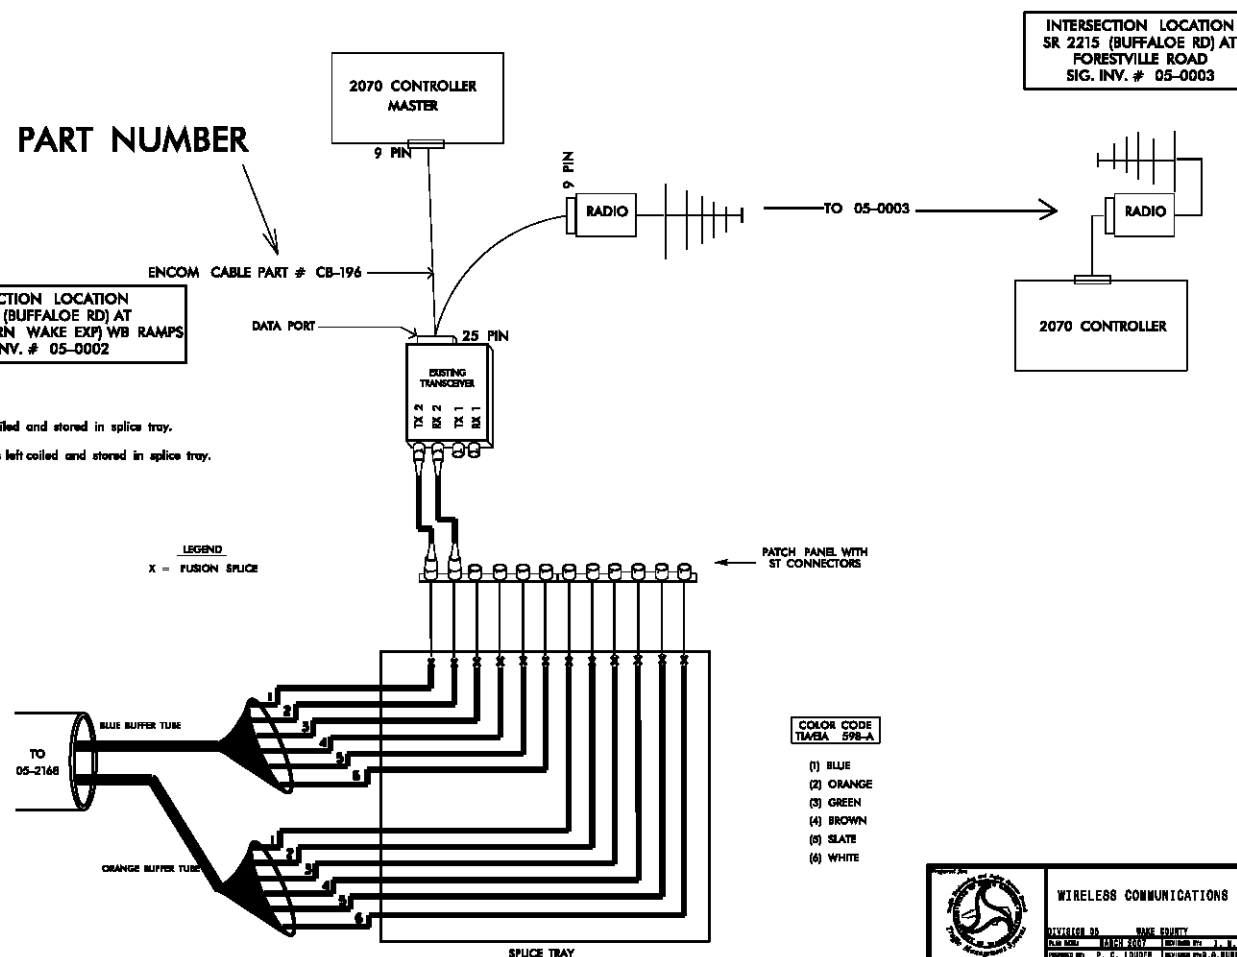 INTERSECTION LOCATION
SR 2215 (BUFFALOE RD) AT
FORESTVILLE ROAD
SIG. INV. # 05-0003
2070 CONTROLLER
MASTER
9 PIN
PART NUMBER
9 PIN
RADIO
TO 05-0003
RADIO
ENCOM CABLE PART # CB-196
CTION LOCATION
(BUFFALOE RD) AT
RN WAKE EXP) WB RAMPS
NV. # 05-0002
DATA PORT
25 PIN
2070 CONTROLLER
EXISTING
TRANSCEIVER
TX 2
RX 2
TX 1
RX 1
iled and stored in splice tray.
s left coiled and stored in splice tray.
LEGEND
X = FUSION SPLICE
PATCH PANEL WITH
ST CONNECTORS
1
2
3
4
5
6
BLUE BUFFER TUBE
TO
05-2168
COLOR CODE
TIA/EIA 598-A
(1) BLUE
(2) ORANGE
(3) GREEN
(4) BROWN
(5) SLATE
(6) WHITE
1
2
3
4
5
6
ORANGE BUFFER TUBE
SPLICE TRAY
WIRELESS COMMUNICATIONS
DIVISION 05 WAKE COUNTY
MARCH 2007